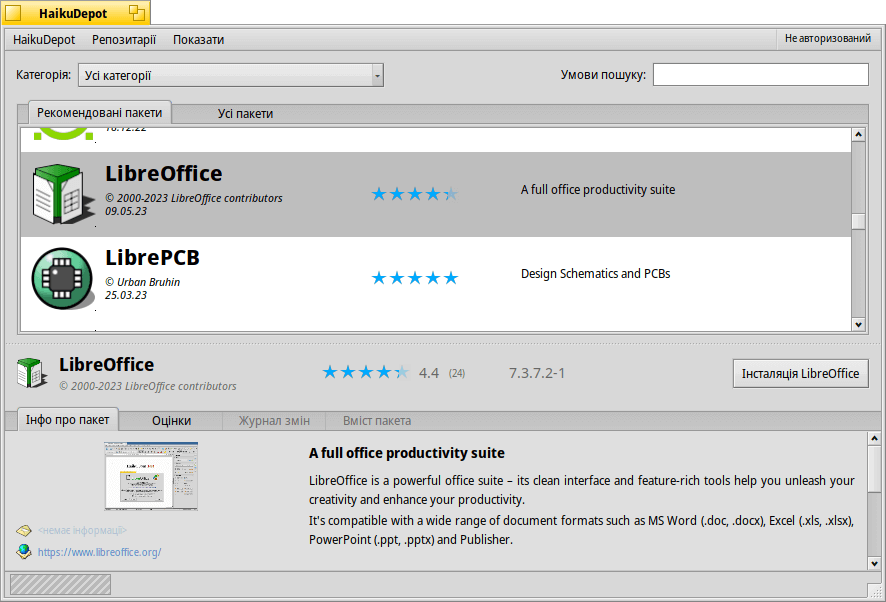 HaikuDepot
HaikuDepot Репозитарії Показати Не авторизований
Категорія: Усі категорії Умови пошуку:
Рекомендовані пакети Усі пакети
LibreOffice
© 2000-2023 LibreOffice contributors
09.05.23
A full office productivity suite
LibrePCB
© Urban Bruhin
25.03.23
Design Schematics and PCBs
LibreOffice
© 2000-2023 LibreOffice contributors
4.4 (24) 7.3.7.2-1
Інсталяція LibreOffice
Інфо про пакет Оцінки Журнал змін Вміст пакета
A full office productivity suite
LibreOffice is a powerful office suite – its clean interface and feature-rich tools help you unleash your
creativity and enhance your productivity.
It's compatible with a wide range of document formats such as MS Word (.doc, .docx), Excel (.xls, .xlsx),
PowerPoint (.ppt, .pptx) and Publisher.
<немає інформації>
https://www.libreoffice.org/